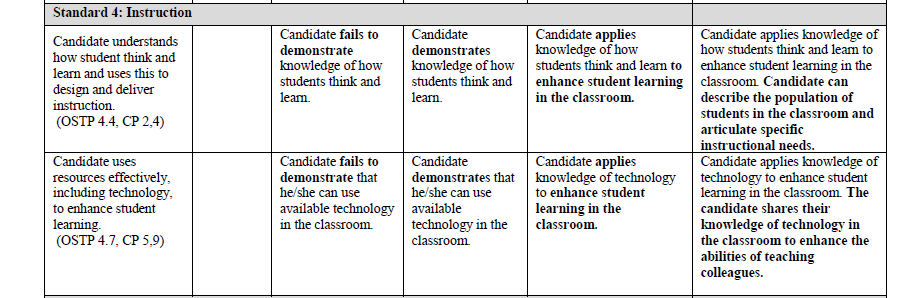 Standard 4: Instruction
Candidate understands
how student think and
learn and uses this to
design and deliver
instruction.
(OSTP 4.4, CP 2,4)
Candidate fails to
demonstrate
knowledge of how
students think and
learn.
Candidate
demonstrates
knowledge of how
students think and
learn.
Candidate applies
knowledge of how
students think and learn to
enhance student learning
in the classroom.
Candidate applies knowledge of
how students think and learn to
enhance student learning in the
classroom. Candidate can
describe the population of
students in the classroom and
articulate specific
instructional needs.
Candidate uses
resources effectively,
including technology,
to enhance student
learning.
(OSTP 4.7, CP 5,9)
Candidate fails to
demonstrate that
he/she can use
available technology
in the classroom.
Candidate
demonstrates that
he/she can use
available
technology in the
classroom.
Candidate applies
knowledge of technology
to enhance student
learning in the
classroom.
Candidate applies knowledge of
technology to enhance student
learning in the classroom. The
candidate shares their
knowledge of technology in
the classroom to enhance the
abilities of teaching
colleagues.